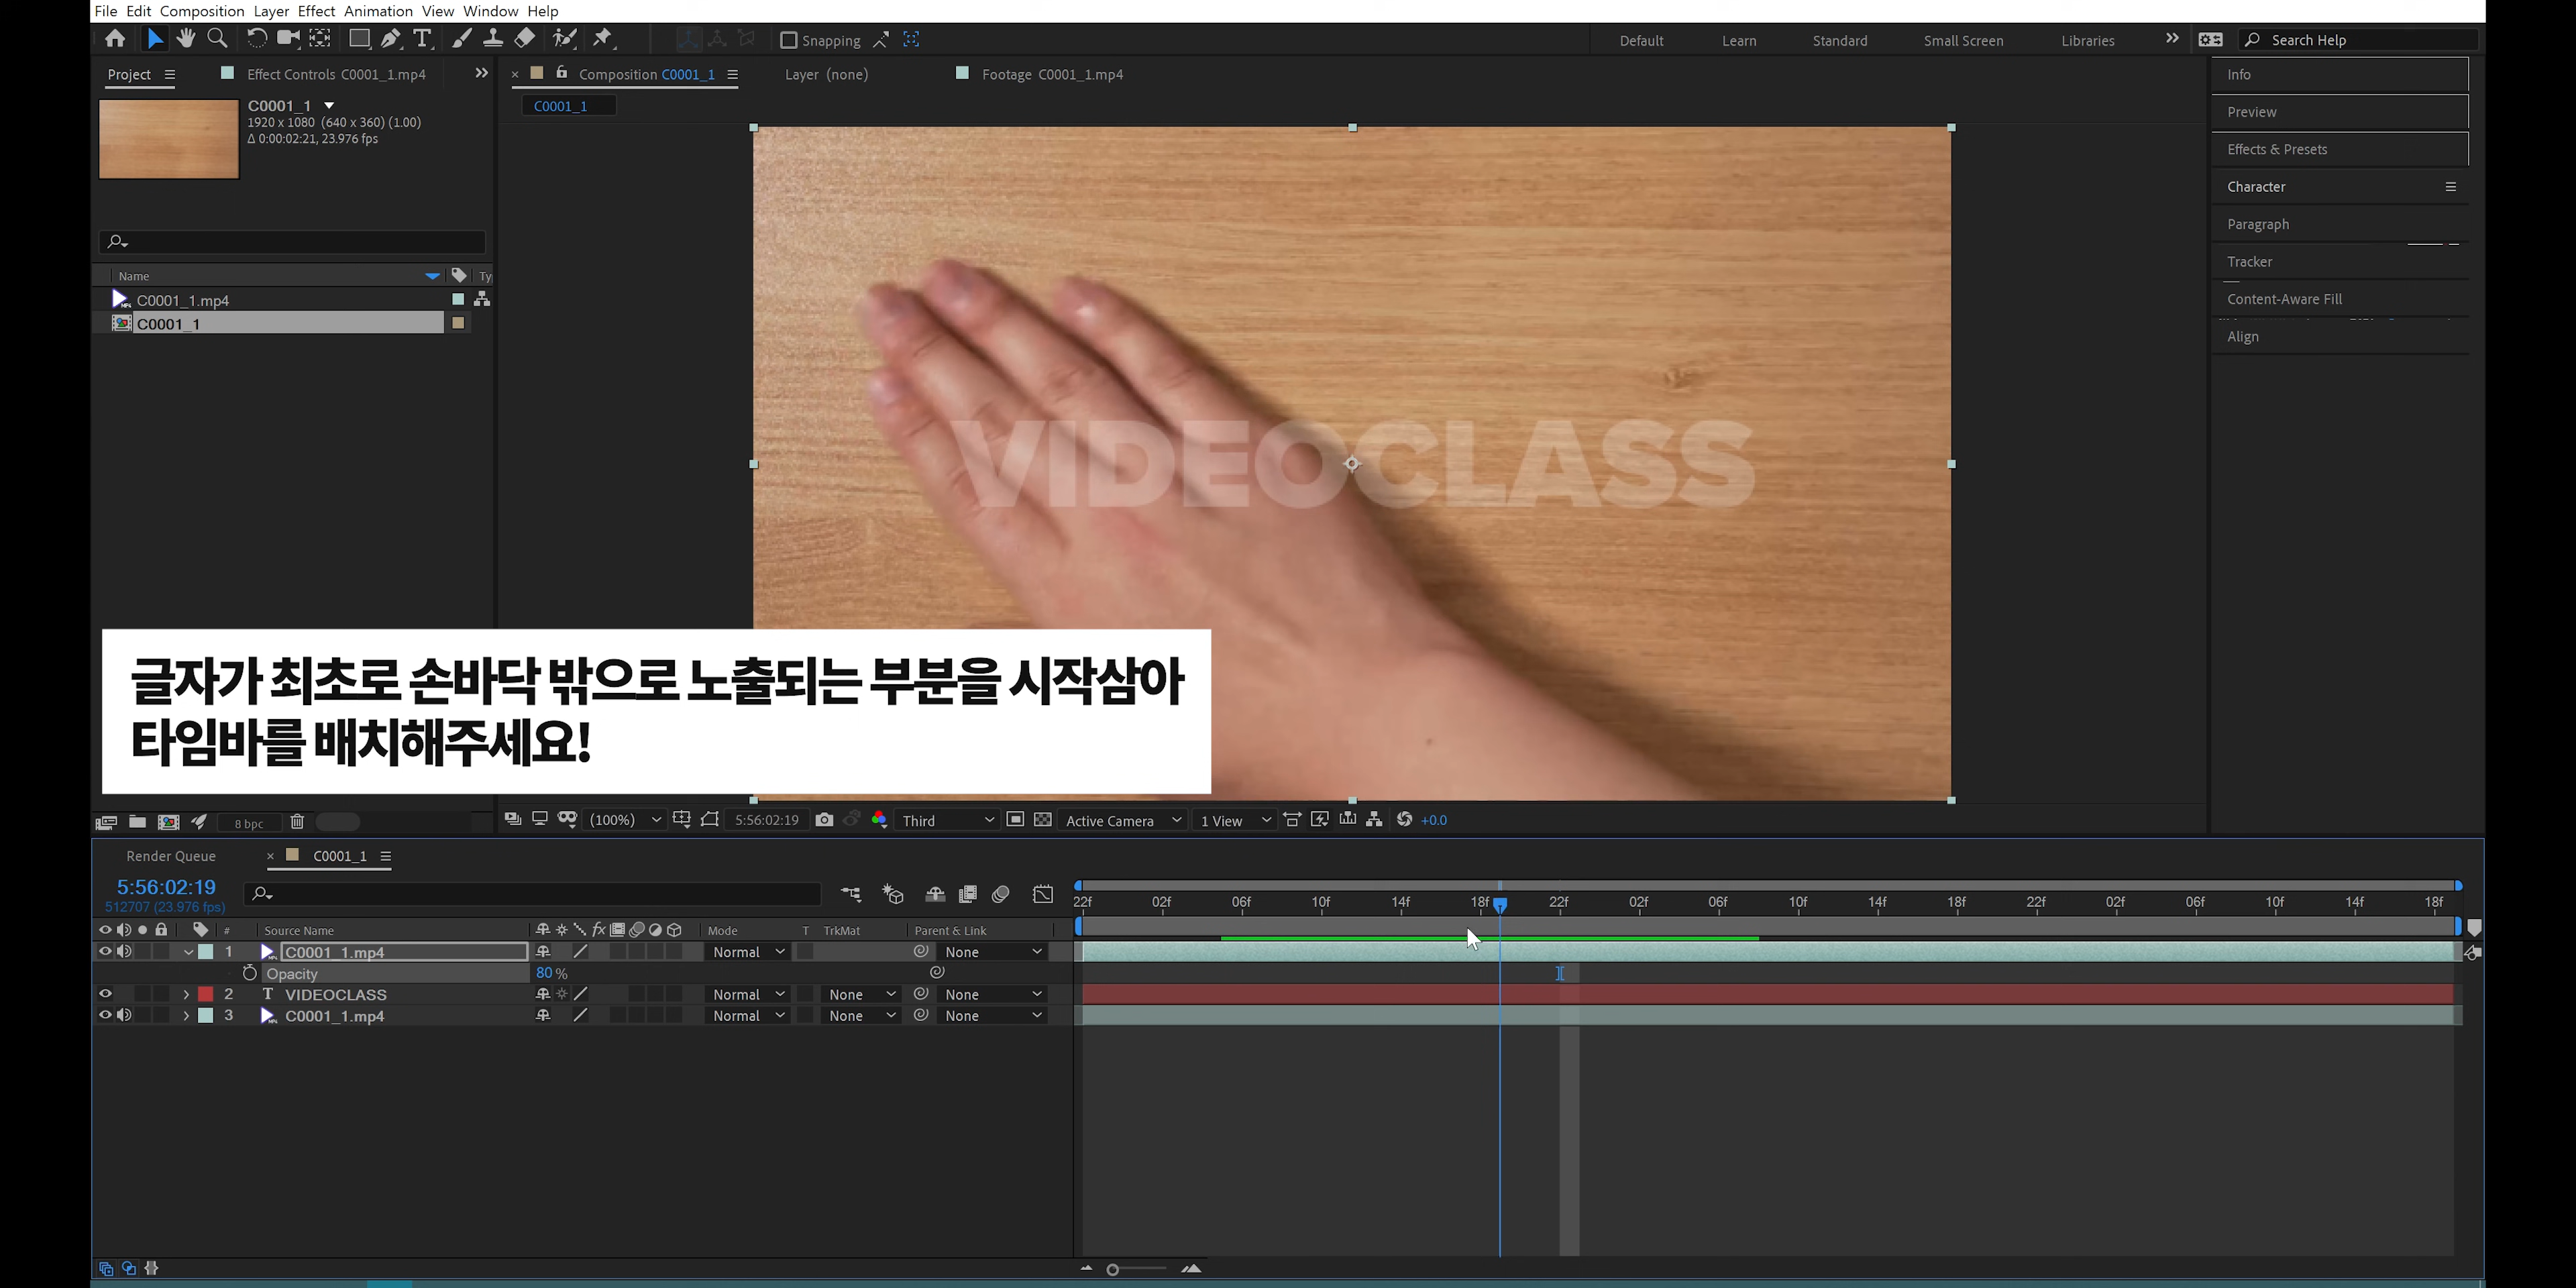 File Edit Composition Layer Effect Animation View Window Help
Snapping
Default Learn Standard Small Screen Libraries
Search Help
Project
Effect Controls C0001_1.mp4
Composition C0001_1
Layer (none)
Footage C0001_1.mp4
C0001_1
1920 x 1080 (640 x 360) (1.00)
Δ 0:00:02:21, 23.976 fps
C0001_1
Name
C0001_1.mp4
C0001_1
Info
Preview
Effects & Presets
Character
Paragraph
Tracker
Content-Aware Fill
Align
VIDEOCLASS
글자가 최초로 손바닥 밖으로 노출되는 부분을 시작삼아
타임바를 배치해주세요!
8 bpc
(100%) 5:56:02:19 Third Active Camera 1 View +0.0
Render Queue
C0001_1
5:56:02:19
512707 (23.976 fps)
22f 02f 06f 10f 14f 18f 22f 02f 06f 10f 14f 18f 22f 02f 06f 10f 14f 18f
# Source Name Mode T TrkMat Parent & Link
1 C0001_1.mp4 Normal None
Opacity 80 %
2 T VIDEOCLASS Normal None None
3 C0001_1.mp4 Normal None None